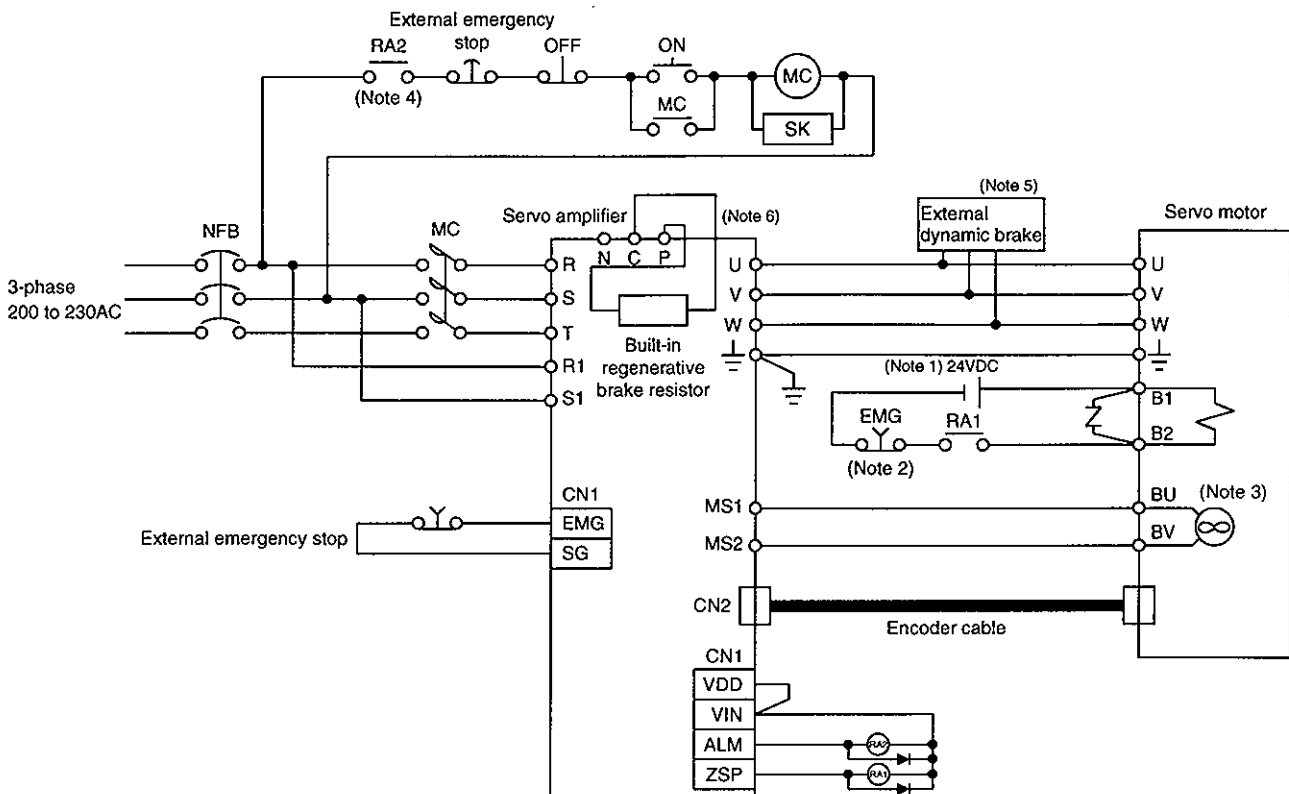 External emergency
stop
RA2
OFF
ON
(Note 4)
MC
MC
SK
(Note 5)
External
dynamic brake
Servo amplifier
(Note 6)
Servo motor
NFB
MC
N C P
3-phase
200 to 230AC
R
S
T
R1
S1
Built-in
regenerative
brake resistor
U
V
W
U
V
W
(Note 1) 24VDC
EMG
RA1
(Note 2)
B1
B2
CN1
EMG
SG
External emergency stop
MS1
MS2
BU
BV
(Note 3)
CN2
Encoder cable
CN1
VDD
VIN
ALM
RA2
ZSP
RA1